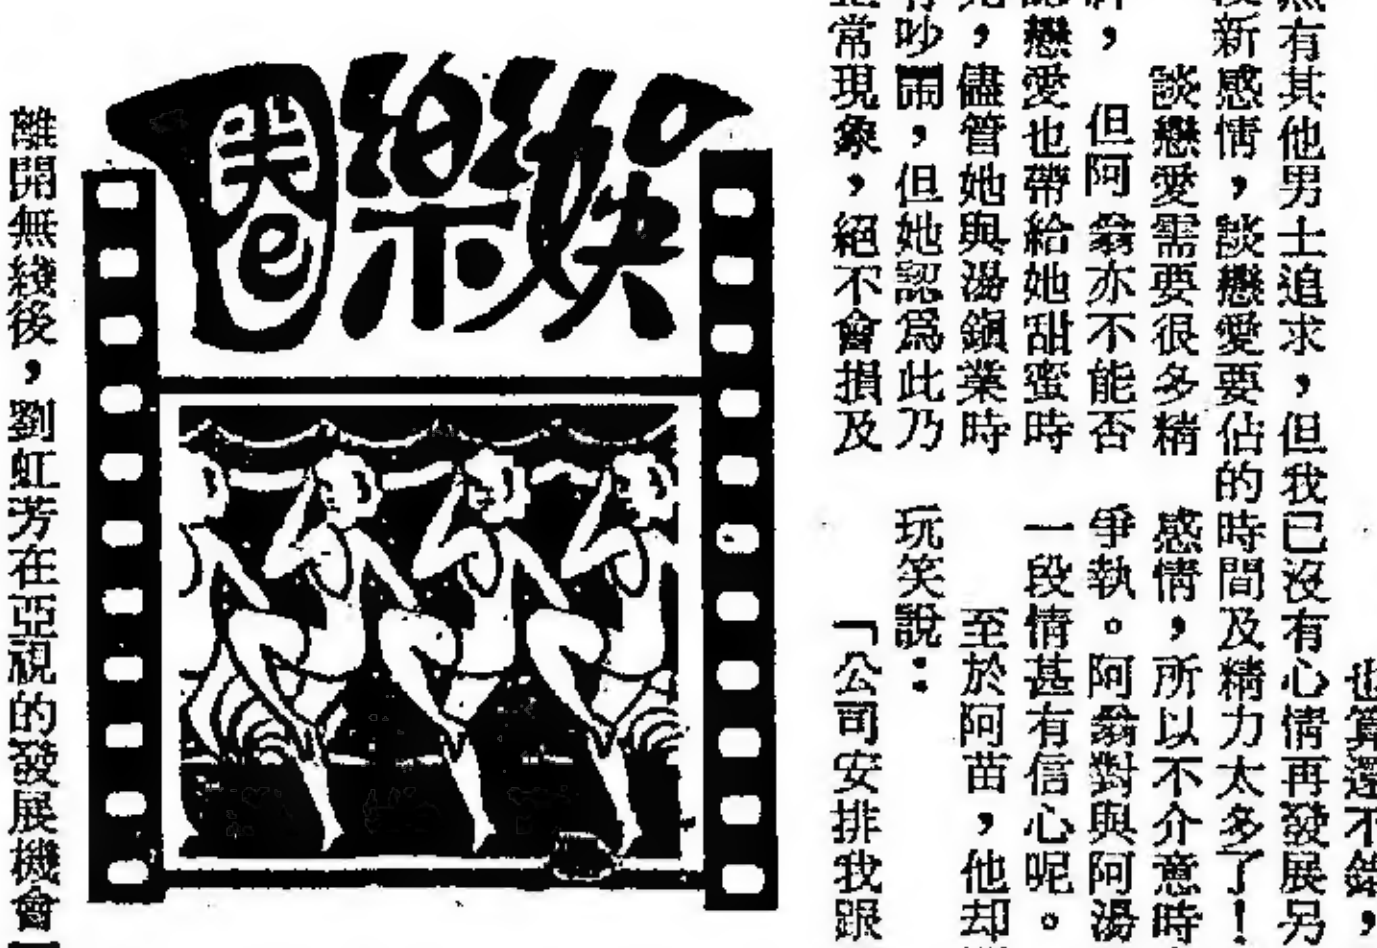 也算還不錯，
然有其他男士追求，但我已沒有心情再發展另
新感情，談戀愛要佔的時間及精力太多了！
談戀愛需要很多精
感情，所以不介意時
，但阿翁亦不能否
爭執。阿翁對與阿湯
戀愛也帶給她甜蜜時
一段情甚有信心呢。
，儘管她與湯鎮業時
至於阿苗，他却
有吵鬧，但她認為此乃
玩笑說：
正常現象，絕不會損及
「公司安排我跟
娛樂圈
離開無綫後，劉虹芳在亞視的發展機會